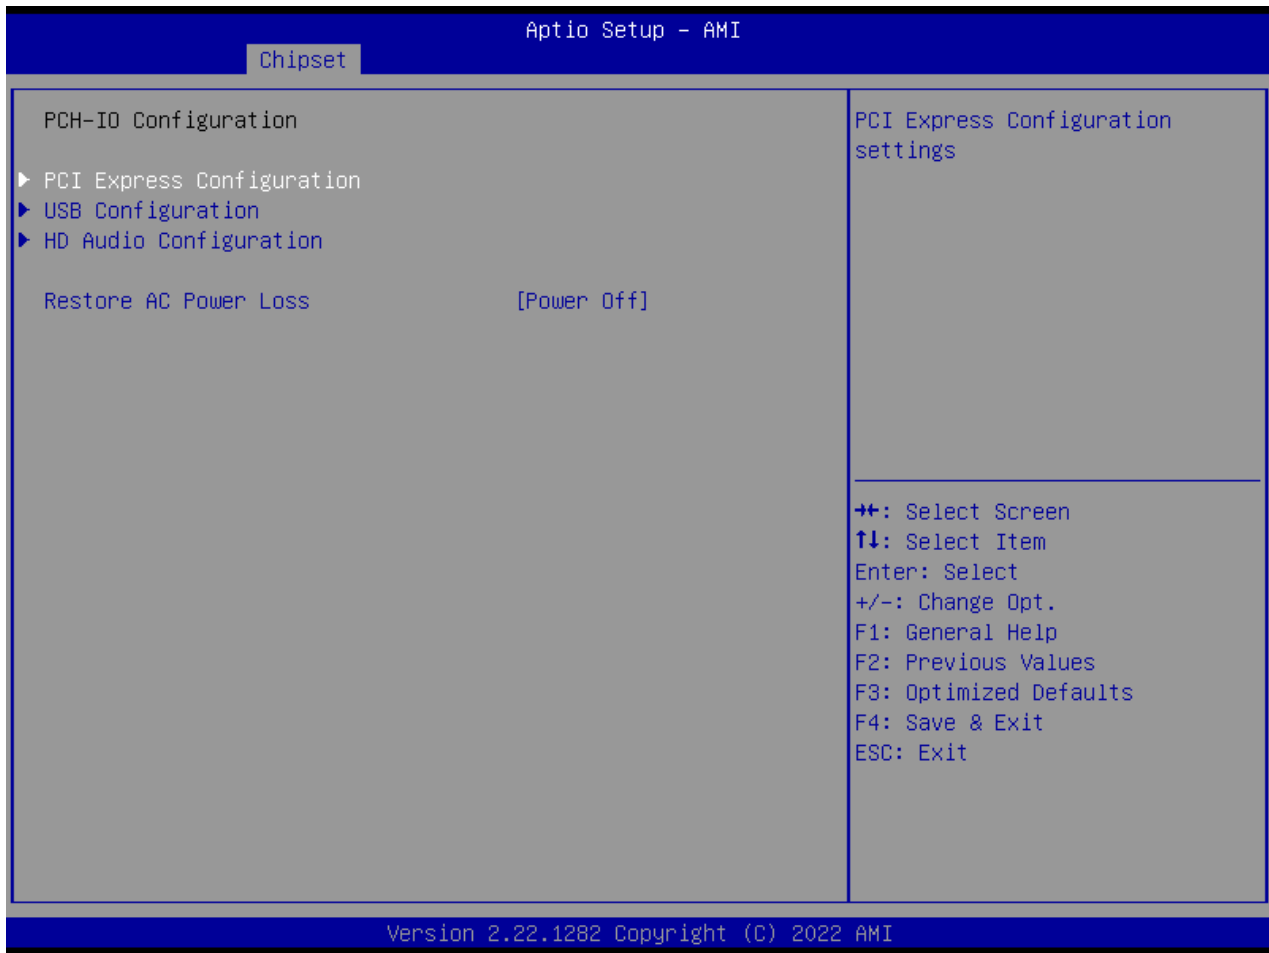 Aptio Setup – AMI
Chipset
PCH-IO Configuration
PCI Express Configuration
USB Configuration
HD Audio Configuration
Restore AC Power Loss [Power Off]
PCI Express Configuration
settings
→←: Select Screen
↑↓: Select Item
Enter: Select
+/-: Change Opt.
F1: General Help
F2: Previous Values
F3: Optimized Defaults
F4: Save & Exit
ESC: Exit
Version 2.22.1282 Copyright (C) 2022 AMI